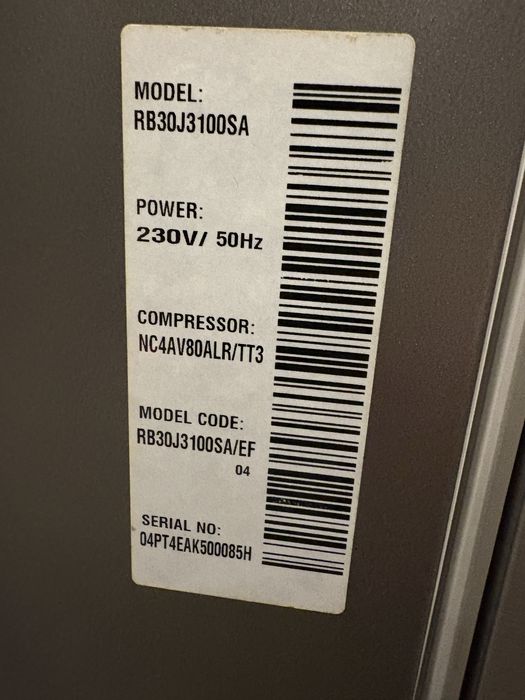 MODEL:
RB30J3100SA
POWER:
230V/ 50Hz
COMPRESSOR:
NC4AV80ALR/TT3
MODEL CODE:
RB30J3100SA/EF
04
SERIAL NO:
04PT4EAK500085H